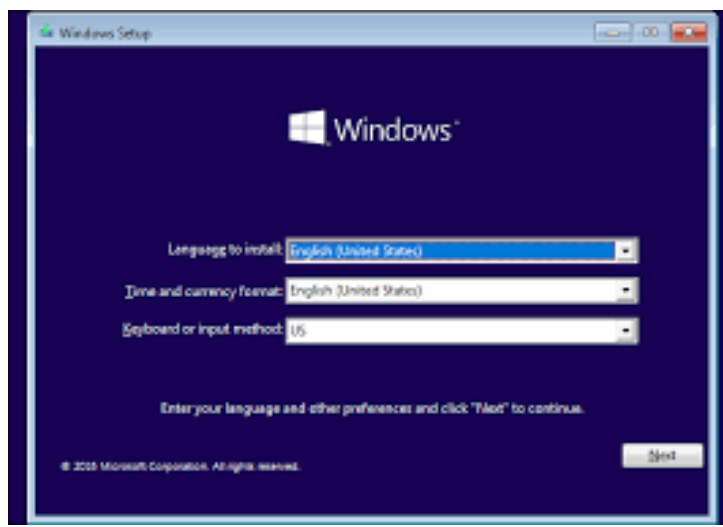 Windows Setup
Windows
Language to install: English (United States)
Time and currency format: English (United States)
Keyboard or input method: US
Enter your language and other preferences and click "Next" to continue.
© Microsoft Corporation. All rights reserved.
Next